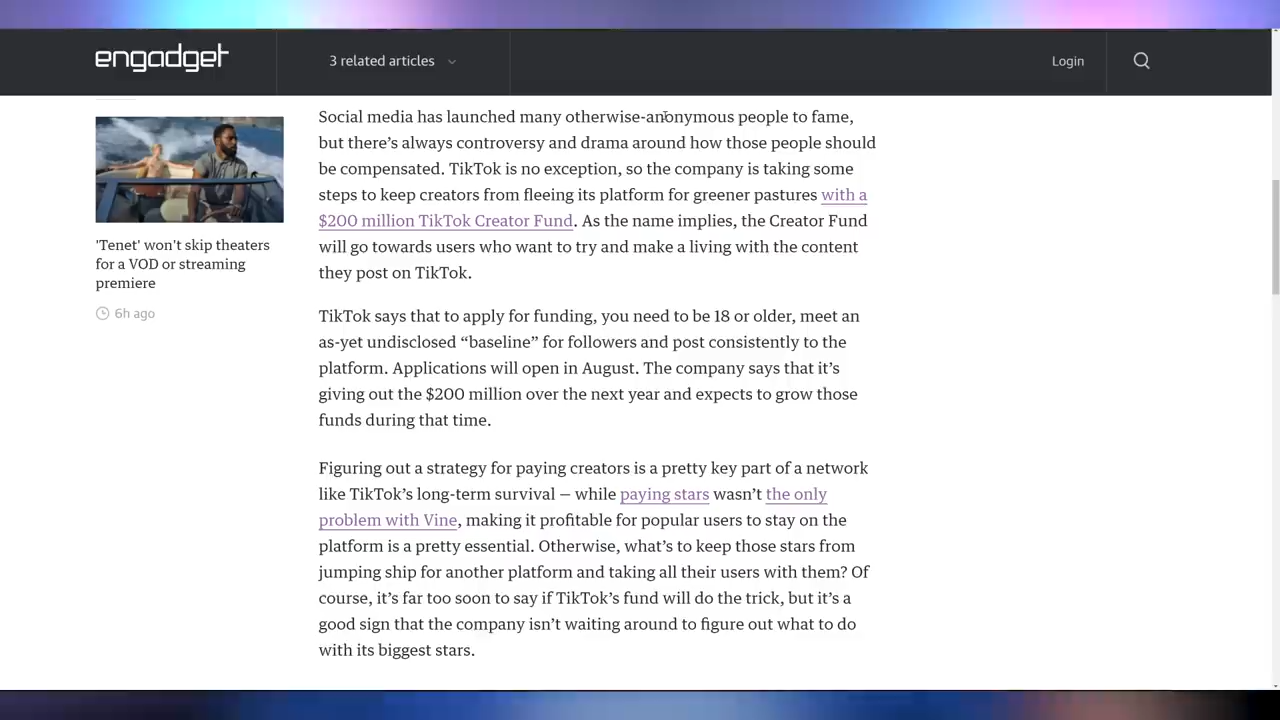 engadget
3 related articles
Login
Social media has launched many otherwise-anonymous people to fame,
but there’s always controversy and drama around how those people should
be compensated. TikTok is no exception, so the company is taking some
steps to keep creators from fleeing its platform for greener pastures with a
$200 million TikTok Creator Fund. As the name implies, the Creator Fund
will go towards users who want to try and make a living with the content
they post on TikTok.
'Tenet' won't skip theaters
for a VOD or streaming
premiere
6h ago
TikTok says that to apply for funding, you need to be 18 or older, meet an
as-yet undisclosed “baseline” for followers and post consistently to the
platform. Applications will open in August. The company says that it’s
giving out the $200 million over the next year and expects to grow those
funds during that time.
Figuring out a strategy for paying creators is a pretty key part of a network
like TikTok’s long-term survival — while paying stars wasn’t the only
problem with Vine, making it profitable for popular users to stay on the
platform is a pretty essential. Otherwise, what’s to keep those stars from
jumping ship for another platform and taking all their users with them? Of
course, it’s far too soon to say if TikTok’s fund will do the trick, but it’s a
good sign that the company isn’t waiting around to figure out what to do
with its biggest stars.